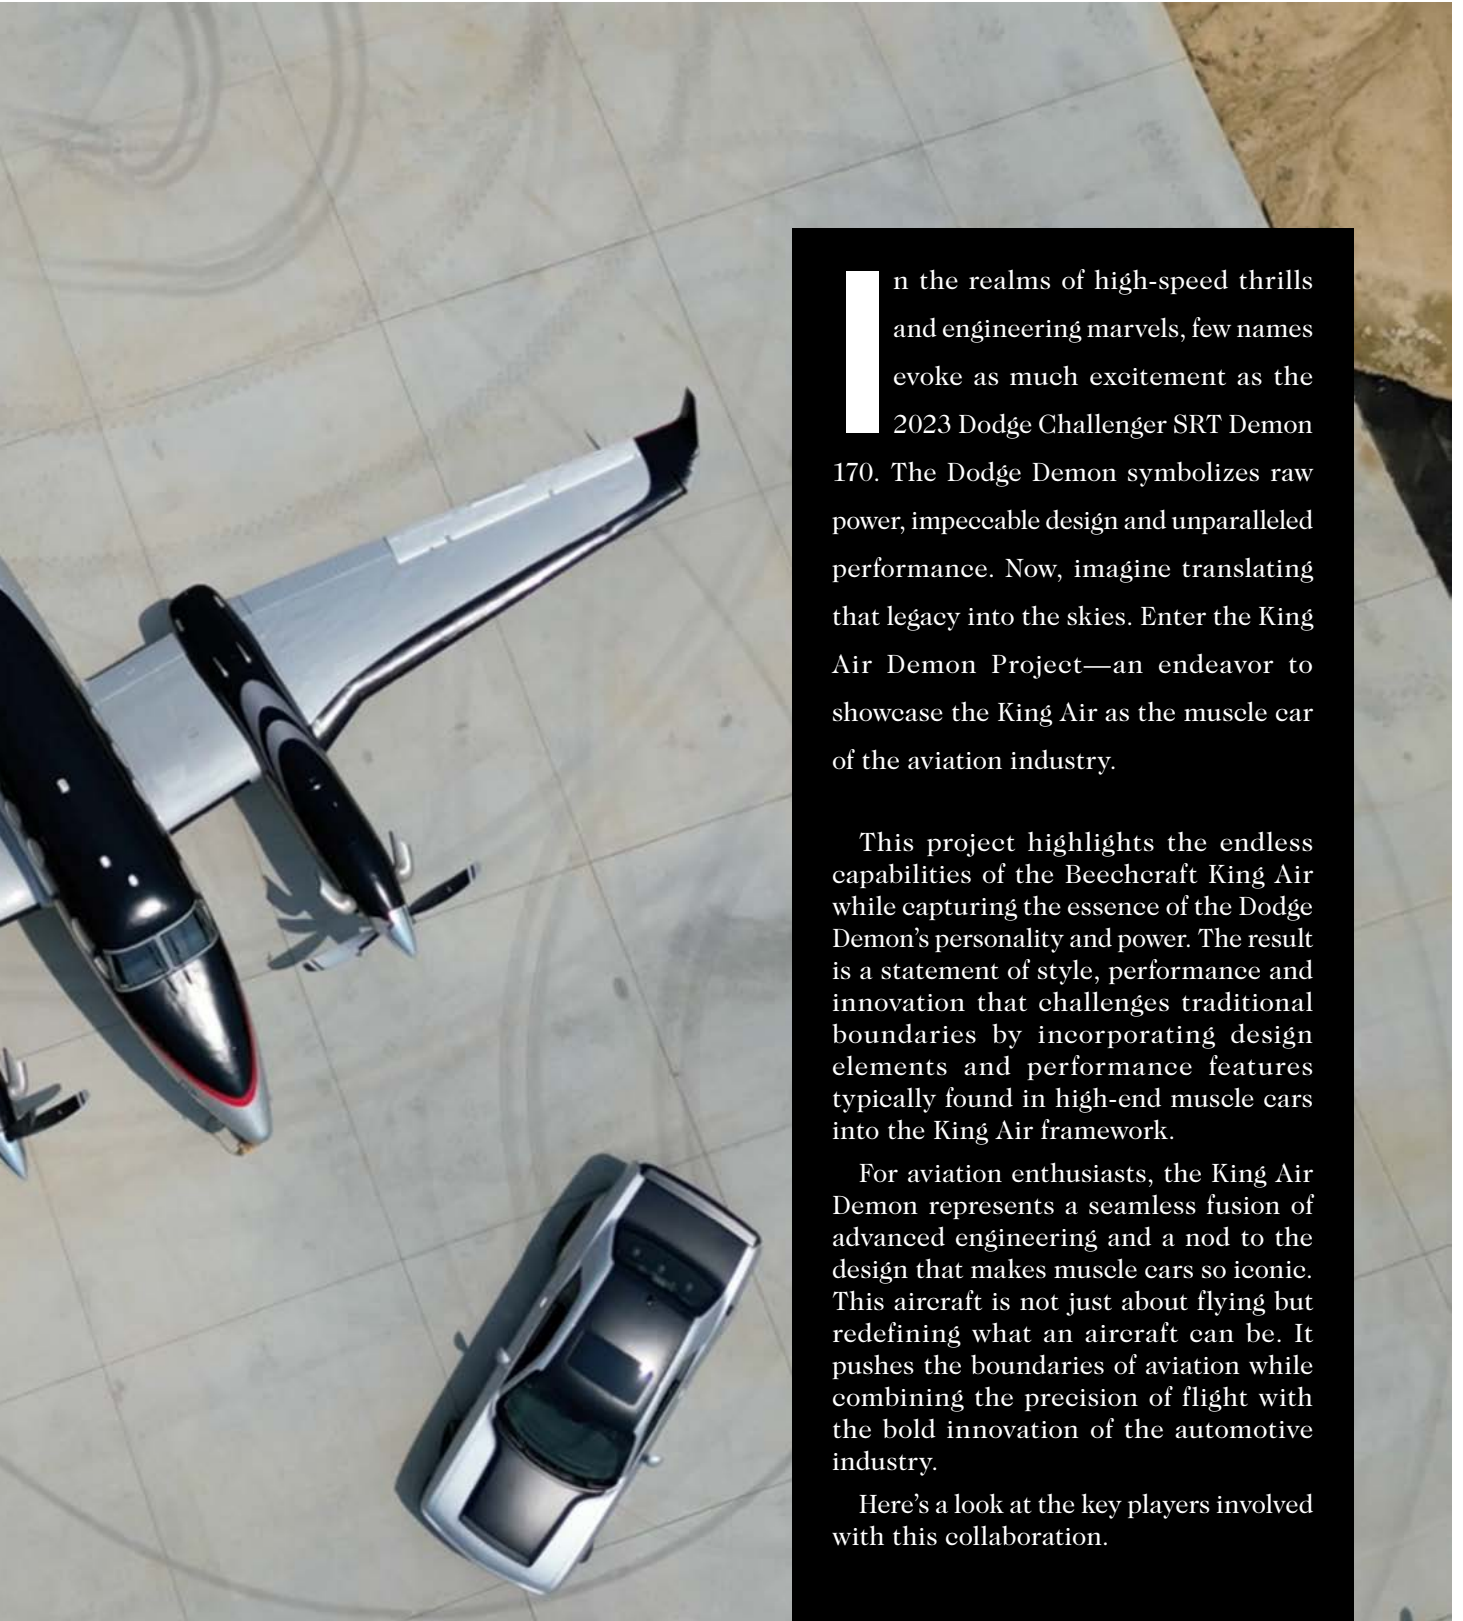 In the realms of high-speed thrills
and engineering marvels, few names
evoke as much excitement as the
2023 Dodge Challenger SRT Demon
170. The Dodge Demon symbolizes raw
power, impeccable design and unparalleled
performance. Now, imagine translating
that legacy into the skies. Enter the King
Air Demon Project—an endeavor to
showcase the King Air as the muscle car
of the aviation industry.
This project highlights the endless
capabilities of the Beechcraft King Air
while capturing the essence of the Dodge
Demon’s personality and power. The result
is a statement of style, performance and
innovation that challenges traditional
boundaries by incorporating design
elements and performance features
typically found in high-end muscle cars
into the King Air framework.
For aviation enthusiasts, the King Air
Demon represents a seamless fusion of
advanced engineering and a nod to the
design that makes muscle cars so iconic.
This aircraft is not just about flying but
redefining what an aircraft can be. It
pushes the boundaries of aviation while
combining the precision of flight with
the bold innovation of the automotive
industry.
Here’s a look at the key players involved
with this collaboration.